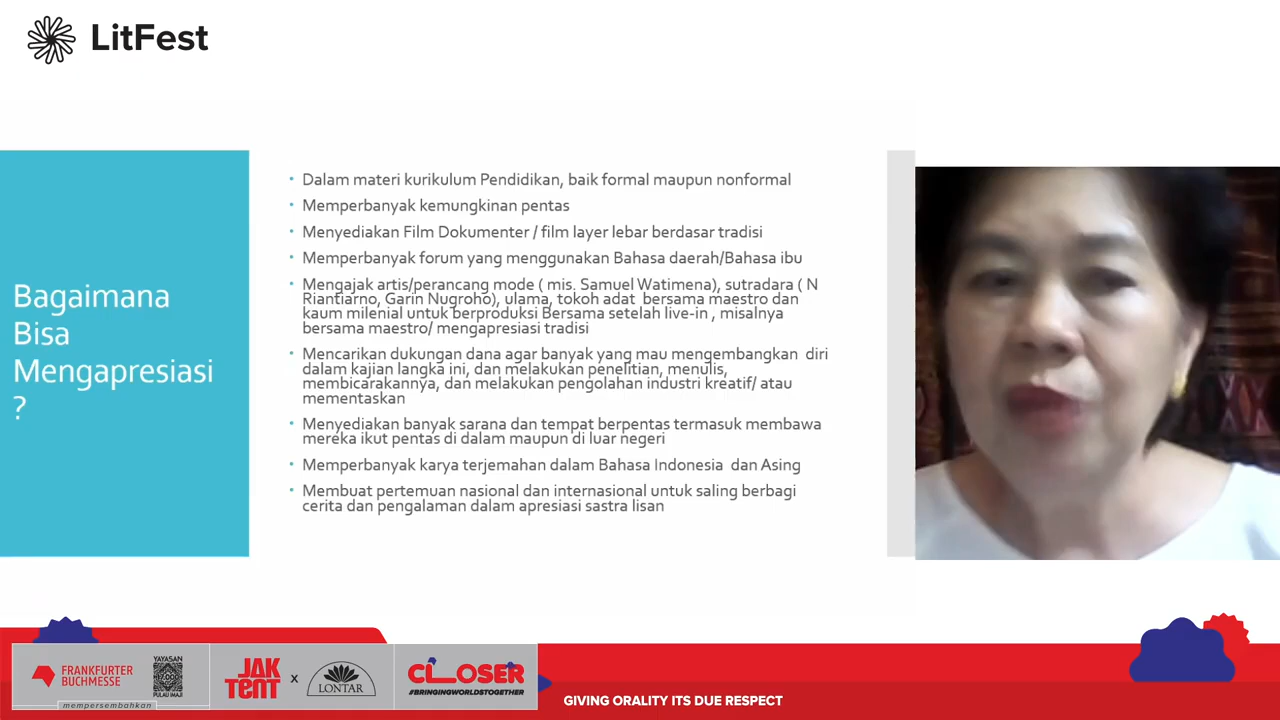 LitFest
Bagaimana
Bisa
Mengapresiasi
?
• Dalam materi kurikulum Pendidikan, baik formal maupun nonformal
• Memperbanyak kemungkinan pentas
• Menyediakan Film Dokumenter / film layer lebar berdasar tradisi
• Memperbanyak forum yang menggunakan Bahasa daerah/Bahasa ibu
• Mengajak artis/perancang mode ( mis. Samuel Watimena), sutradara ( N
Riantiarno, Garin Nugroho), ulama, tokoh adat bersama maestro dan
kaum milenial untuk berproduksi Bersama setelah live-in , misalnya
bersama maestro/ mengapresiasi tradisi
• Mencarikan dukungan dana agar banyak yang mau mengembangkan diri
dalam kajian langka ini, dan melakukan penelitian, menulis,
membicarakannya, dan melakukan pengolahan industri kreatif/ atau
mementaskan
• Menyediakan banyak sarana dan tempat berpentas termasuk membawa
mereka ikut pentas di dalam maupun di luar negeri
• Memperbanyak karya terjemahan dalam Bahasa Indonesia dan Asing
• Membuat pertemuan nasional dan internasional untuk saling berbagi
cerita dan pengalaman dalam apresiasi sastra lisan
FRANKFURTER
BUCHMESSE
YAYASAN
17.000
PULAU IMAJI
mempersembahkan
JAK
TENT
x
LONTAR
CLOSER
#BRINGINGWORLDSTOGETHER
GIVING ORALITY ITS DUE RESPECT